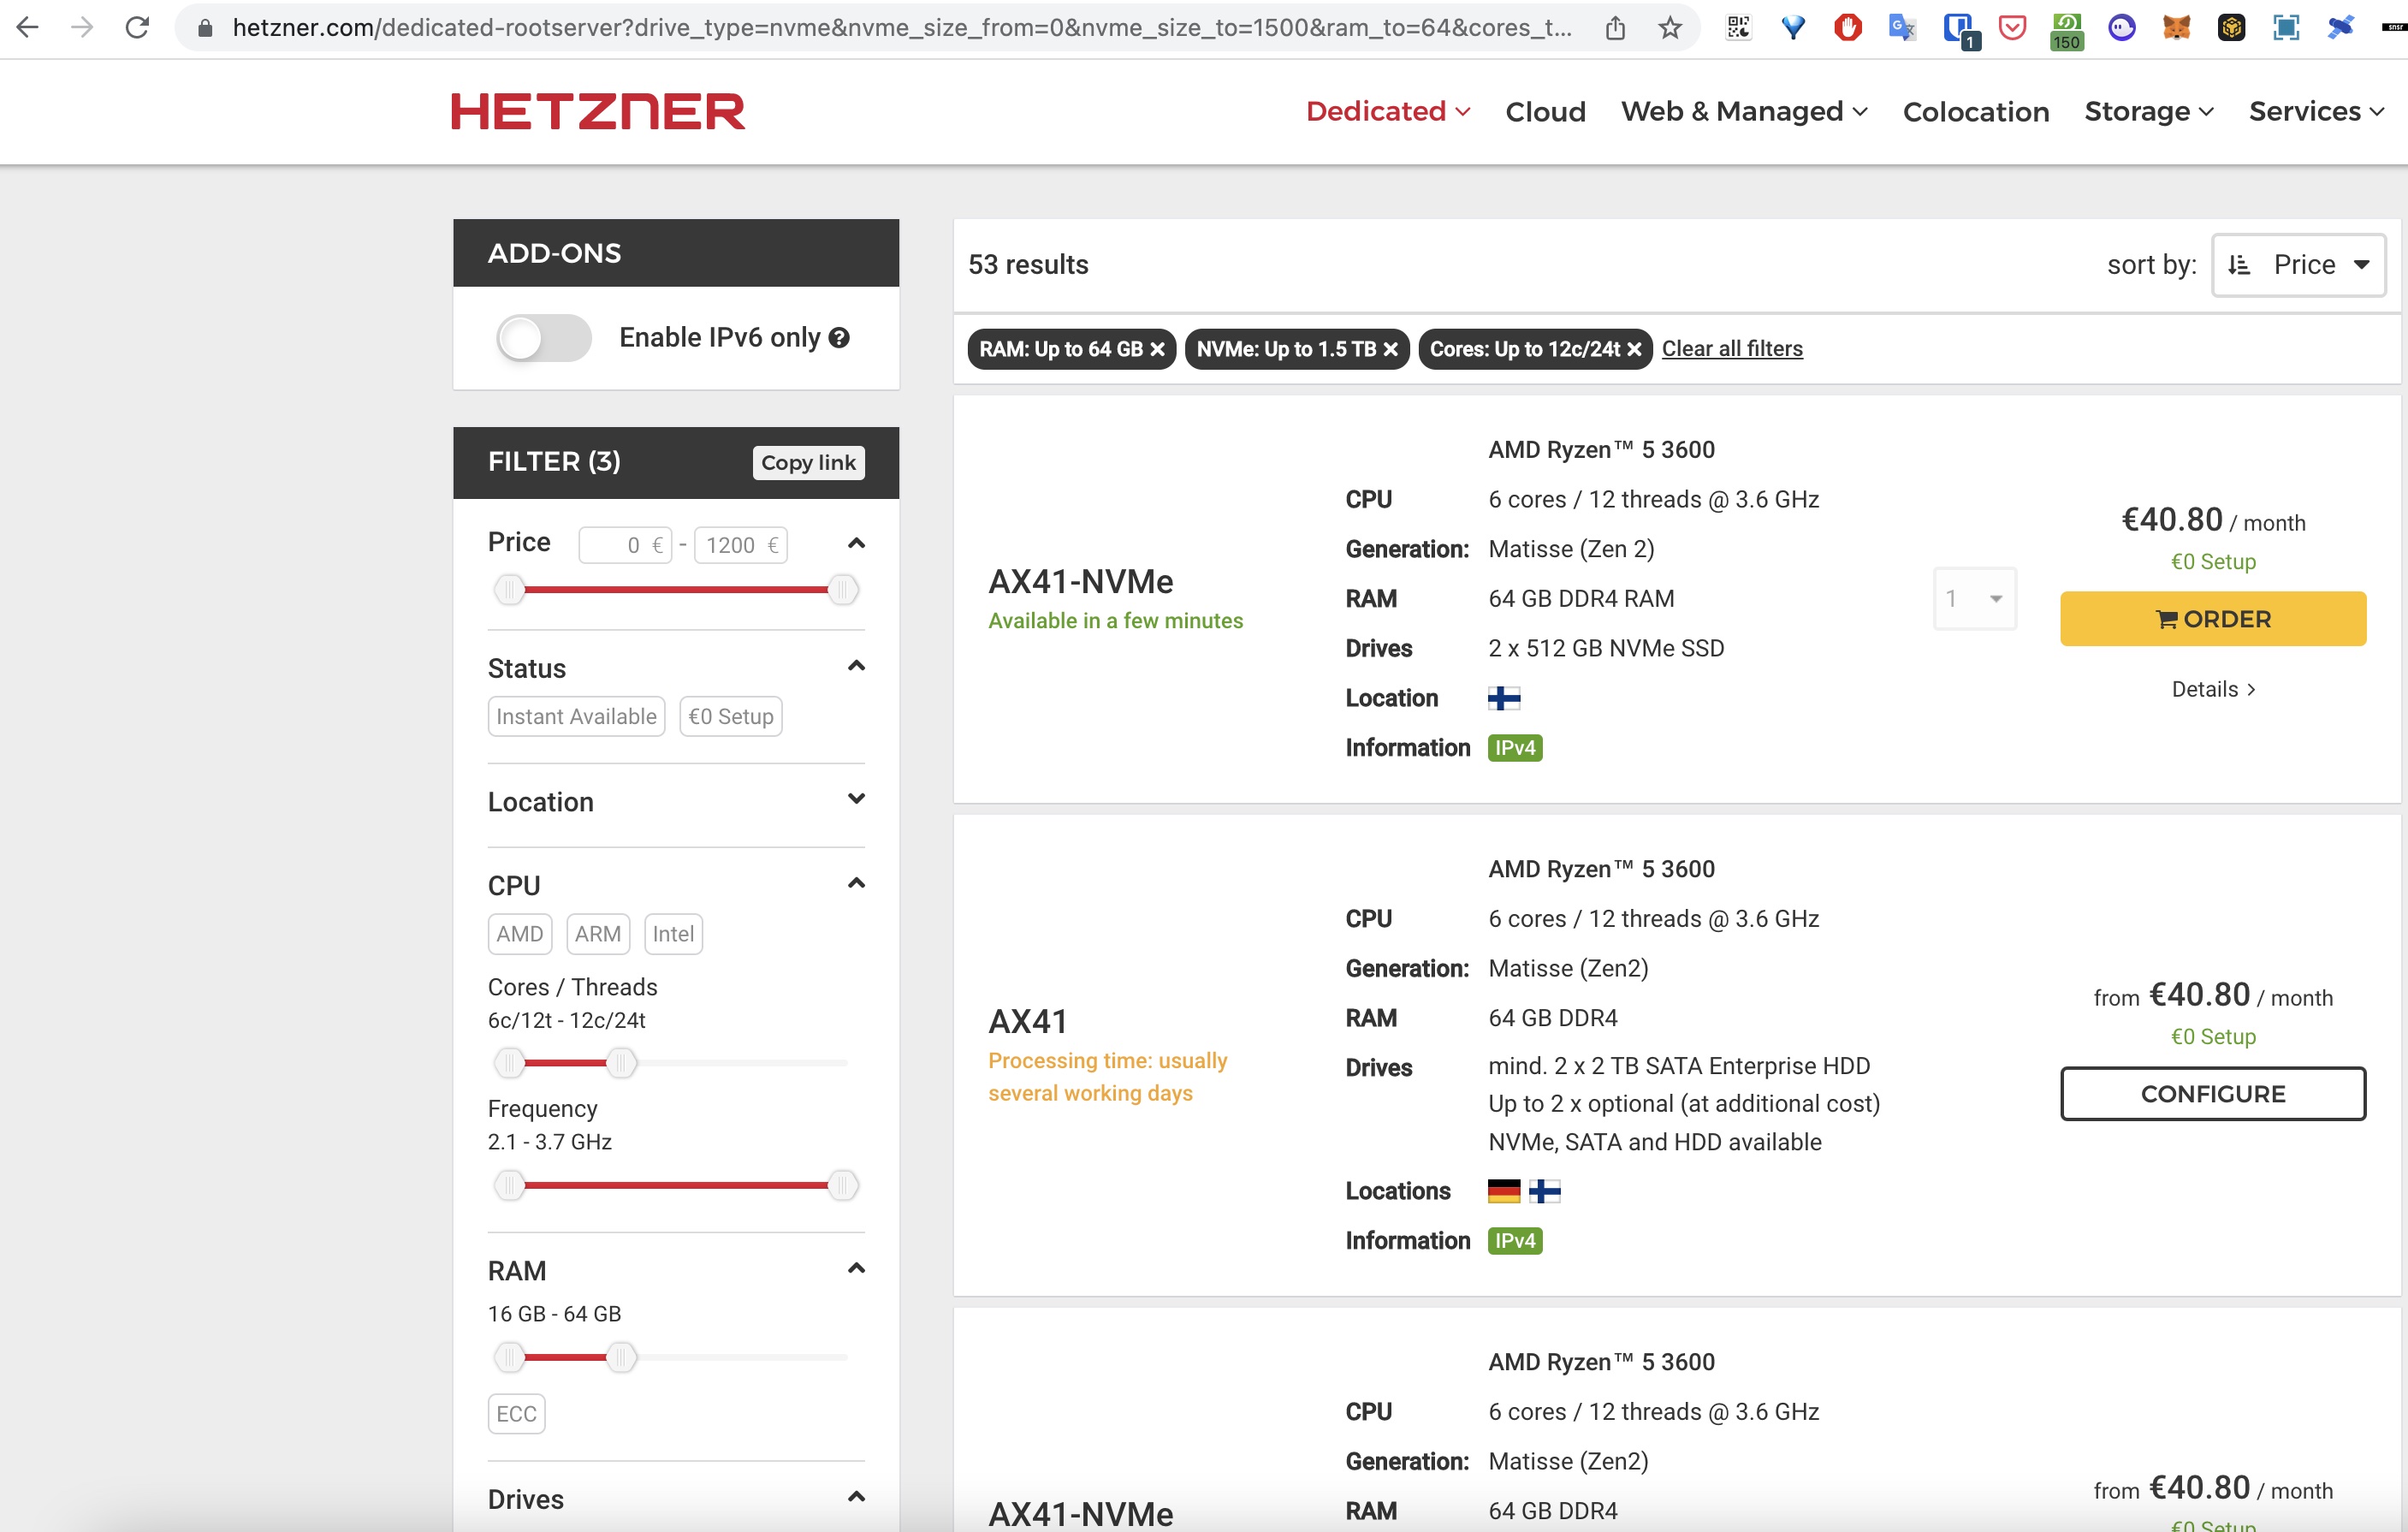 hetzner.com/dedicated-rootserver?drive_type=nvme&nvme_size_from=0&nvme_size_to=1500&ram_to=64&cores_t...
1
150
snsr
HETZNER
Dedicated
Cloud
Web & Managed
Colocation
Storage
Services
ADD-ONS
Enable IPv6 only ?
FILTER (3)
Copy link
Price 0 € - 1200 €
Status
Instant Available
€0 Setup
Location
CPU
AMD
ARM
Intel
Cores / Threads
6c/12t - 12c/24t
Frequency
2.1 - 3.7 GHz
RAM
16 GB - 64 GB
ECC
Drives
53 results
sort by: Price
RAM: Up to 64 GB ×
NVMe: Up to 1.5 TB ×
Cores: Up to 12c/24t ×
Clear all filters
AX41-NVMe
Available in a few minutes
AMD Ryzen™ 5 3600
CPU 6 cores / 12 threads @ 3.6 GHz
Generation: Matisse (Zen 2)
RAM 64 GB DDR4 RAM
Drives 2 x 512 GB NVMe SSD
Location
Information IPv4
1
€40.80 / month
€0 Setup
ORDER
Details >
AX41
Processing time: usually
several working days
AMD Ryzen™ 5 3600
CPU 6 cores / 12 threads @ 3.6 GHz
Generation: Matisse (Zen2)
RAM 64 GB DDR4
Drives mind. 2 x 2 TB SATA Enterprise HDD
Up to 2 x optional (at additional cost)
NVMe, SATA and HDD available
Locations
Information IPv4
from €40.80 / month
€0 Setup
CONFIGURE
AX41-NVMe
AMD Ryzen™ 5 3600
CPU 6 cores / 12 threads @ 3.6 GHz
Generation: Matisse (Zen2)
RAM 64 GB DDR4
from €40.80 / month
€0 Setup